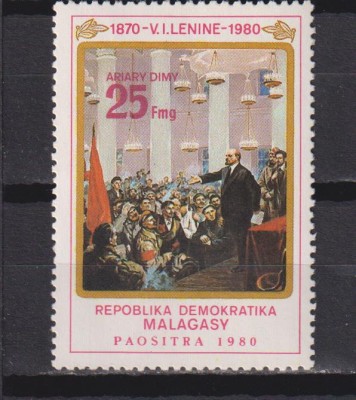 1870-V.I.LENINE-1980
ARIARY DIMY
25 Fmg
REPOBLIKA DEMOKRATIKA
MALAGASY
PAOSITRA 1980